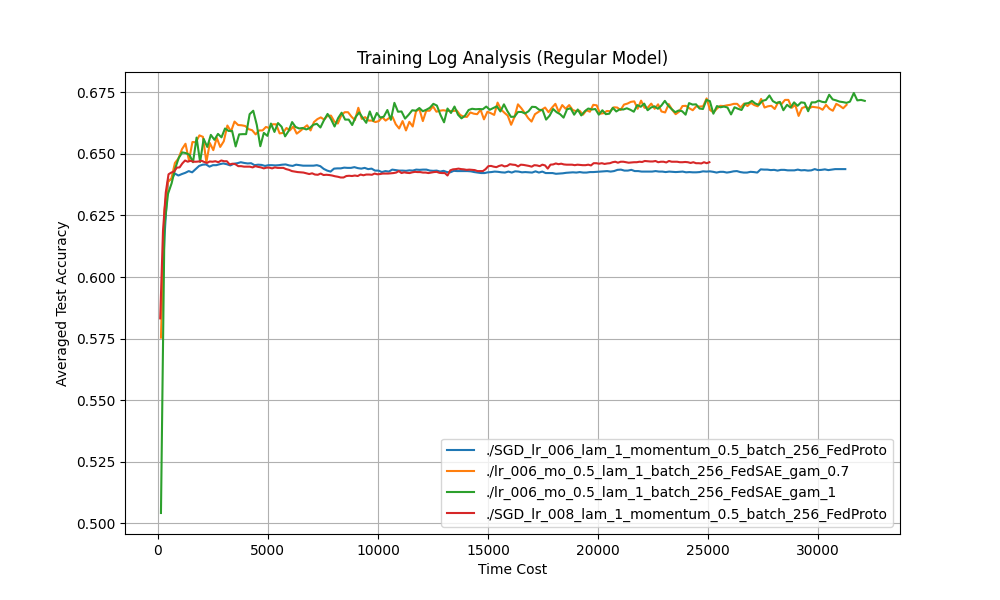 Training Log Analysis (Regular Model)
Averaged Test Accuracy
0.675
0.650
0.625
0.600
0.575
0.550
0.525
0.500
./SGD_lr_006_lam_1_momentum_0.5_batch_256_FedProto
./lr_006_mo_0.5_lam_1_batch_256_FedSAE_gam_0.7
./lr_006_mo_0.5_lam_1_batch_256_FedSAE_gam_1
./SGD_lr_008_lam_1_momentum_0.5_batch_256_FedProto
0 5000 10000 15000 20000 25000 30000
Time Cost